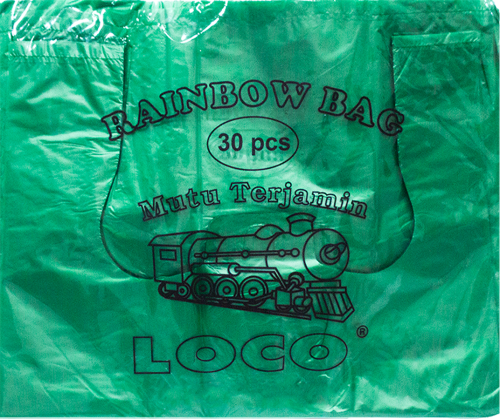 RAINBOW BAG
30 pcs
Mutu Terjamin
LOCO ®